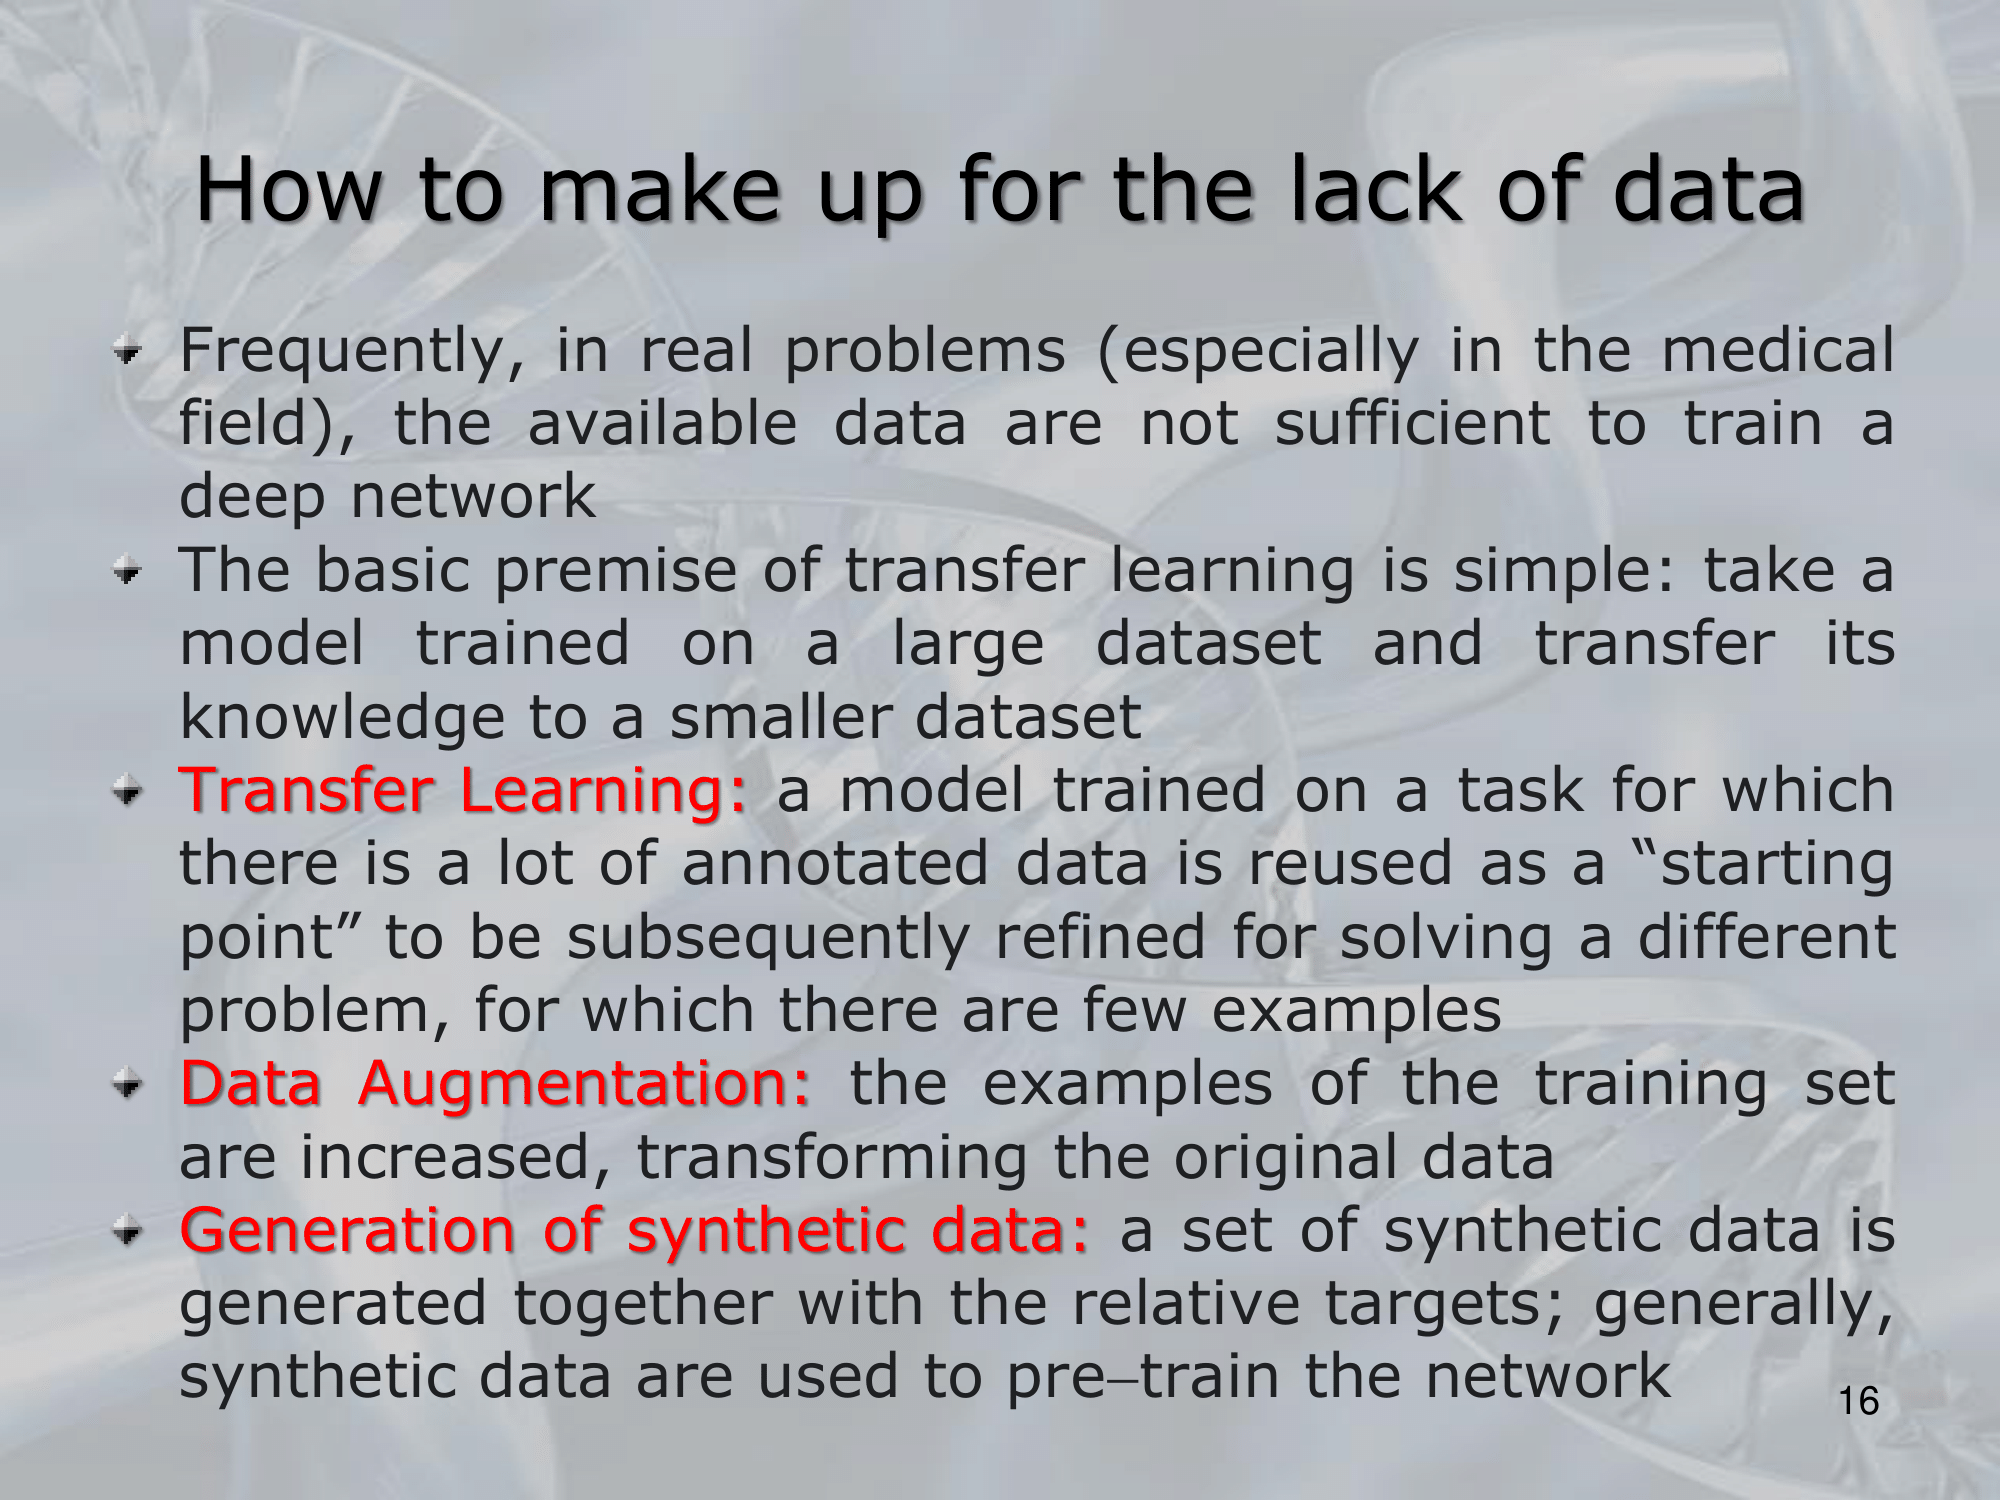 How to make up for the lack of data
Frequently, in real problems (especially in the medical
field), the available data are not sufficient to train a
deep network
The basic premise of transfer learning is simple: take a
model trained on a large dataset and transfer its
knowledge to a smaller dataset
Transfer Learning: a model trained on a task for which
there is a lot of annotated data is reused as a “starting
point” to be subsequently refined for solving a different
problem, for which there are few examples
Data Augmentation: the examples of the training set
are increased, transforming the original data
Generation of synthetic data: a set of synthetic data is
generated together with the relative targets; generally,
synthetic data are used to pre–train the network
16